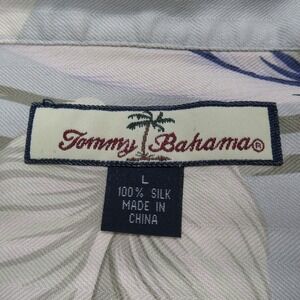 Tommy Bahama®
L
100% SILK
MADE IN
CHINA